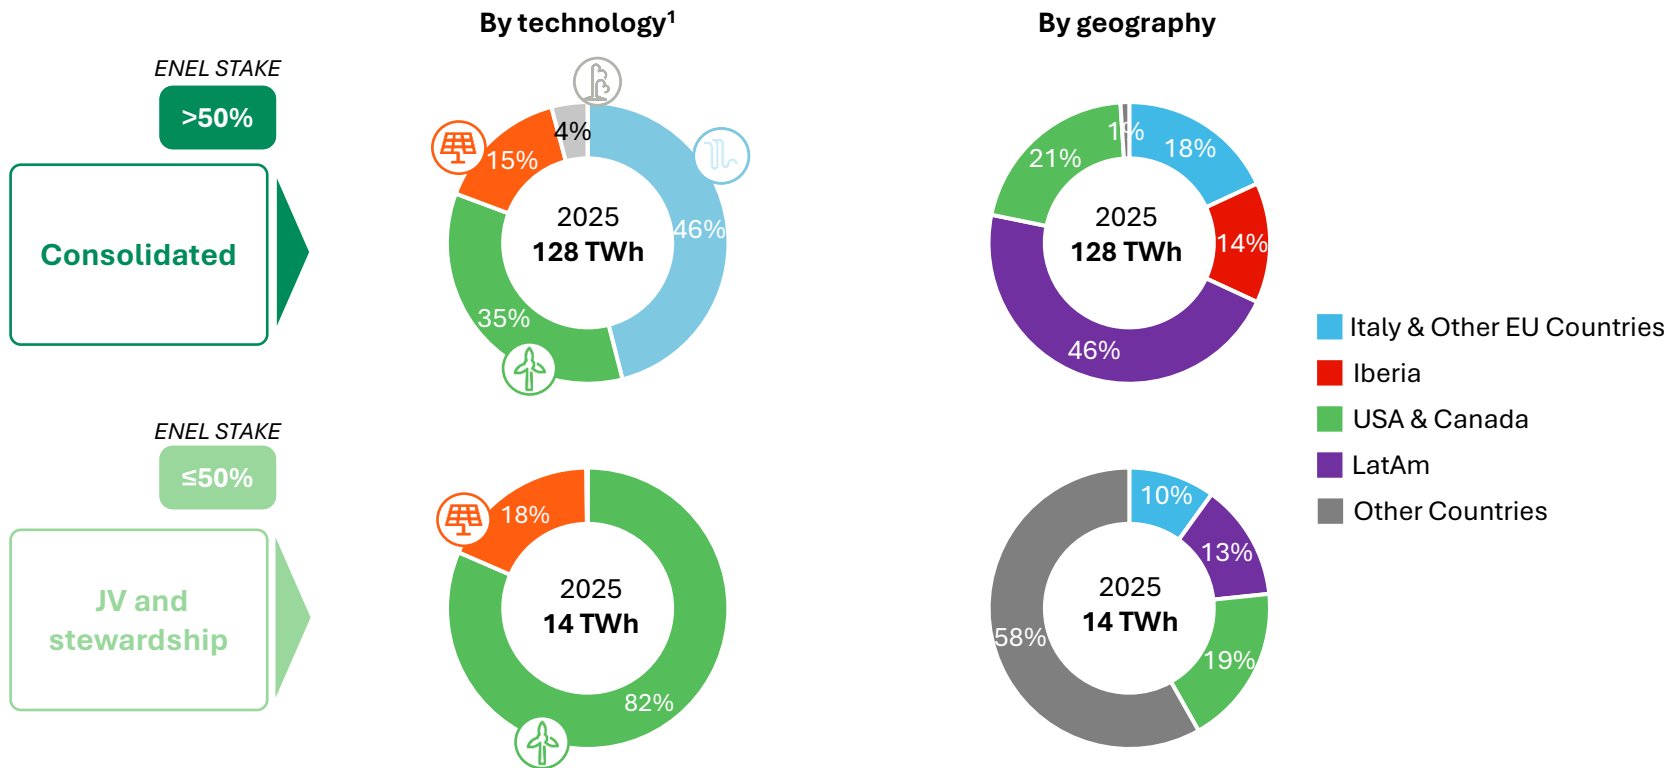 By technology¹
By geography
ENEL STAKE
>50%
Consolidated
4%
15%
46%
35%
2025
128 TWh
1%
18%
21%
14%
46%
2025
128 TWh
Italy & Other EU Countries
Iberia
USA & Canada
LatAm
Other Countries
ENEL STAKE
≤50%
JV and
stewardship
18%
82%
2025
14 TWh
10%
13%
58%
19%
2025
14 TWh